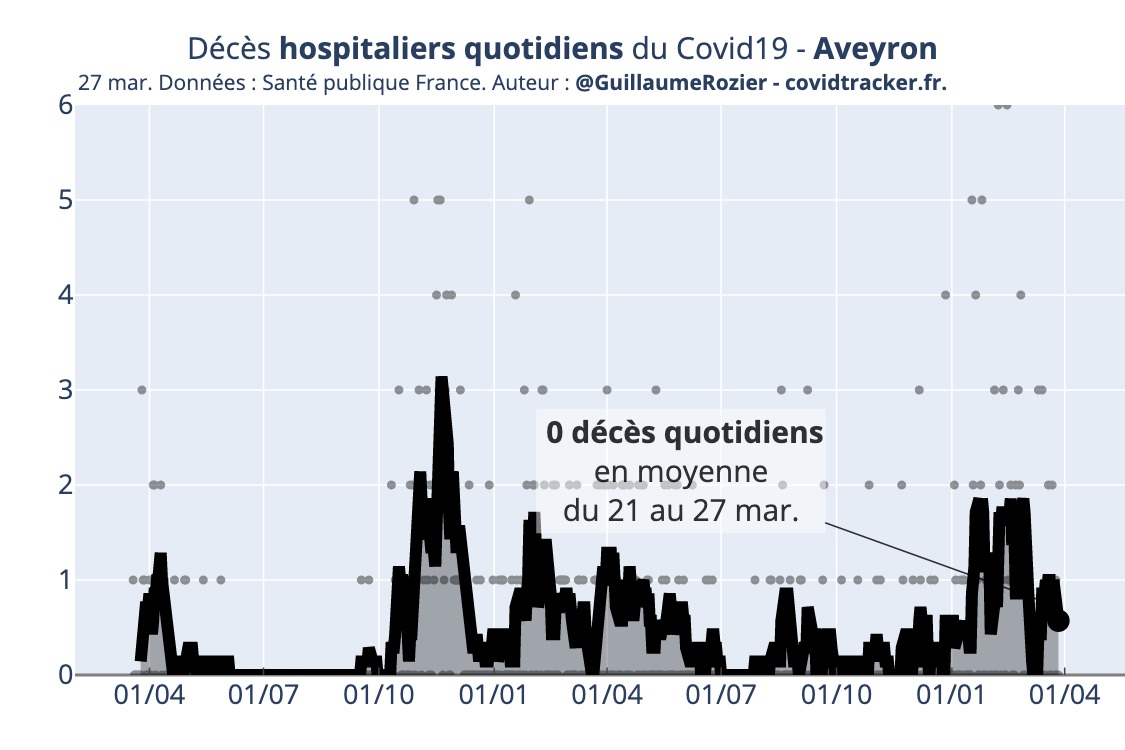 Décès hospitaliers quotidiens du Covid19 - Aveyron
27 mar. Données : Santé publique France. Auteur : @GuillaumeRozier - covidtracker.fr.
6
5
4
3
2
1
0
0 décès quotidiens
en moyenne
du 21 au 27 mar.
01/04 01/07 01/10 01/01 01/04 01/07 01/10 01/01 01/04